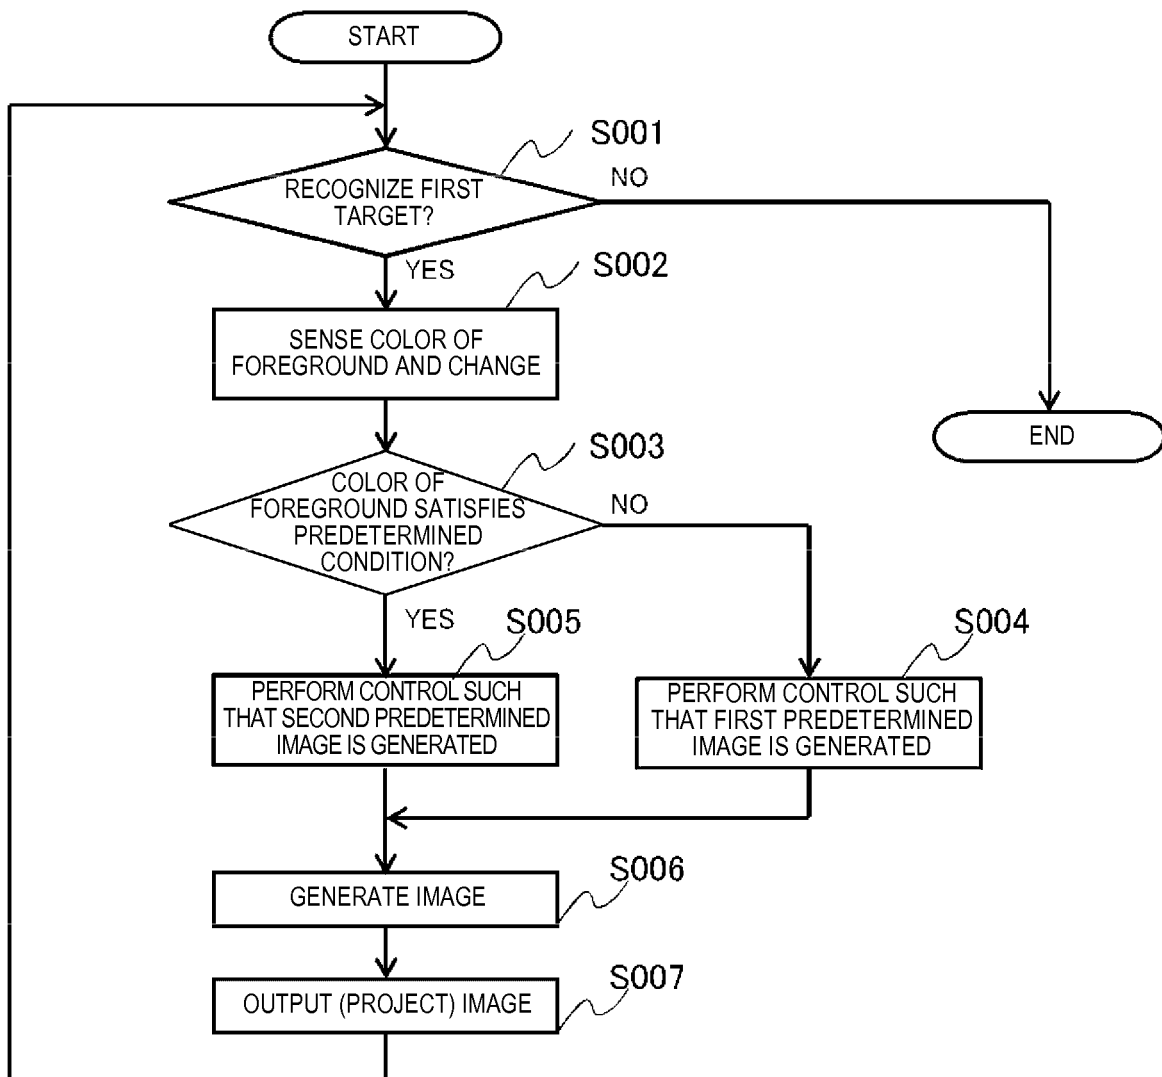 START
S001
RECOGNIZE FIRST
TARGET?
NO
YES
S002
SENSE COLOR OF
FOREGROUND AND CHANGE
END
S003
COLOR OF
FOREGROUND SATISFIES
PREDETERMINED
CONDITION?
NO
YES
S005
S004
PERFORM CONTROL SUCH
THAT SECOND PREDETERMINED
IMAGE IS GENERATED
PERFORM CONTROL SUCH
THAT FIRST PREDETERMINED
IMAGE IS GENERATED
S006
GENERATE IMAGE
S007
OUTPUT (PROJECT) IMAGE